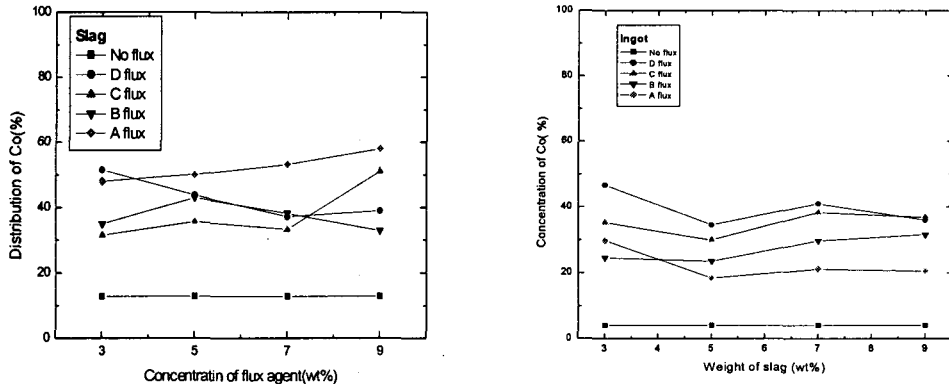 Slag
No flux
D flux
C flux
B flux
A flux
100
80
60
40
20
0
Distribution of Co(%)
3
5
7
9
Concentratin of flux agent(wt%)
Ingot
No flux
D flux
C flux
B flux
A flux
100
80
60
40
20
0
Concentration of Co( %)
3
4
5
6
7
8
9
Weight of slag (wt%)